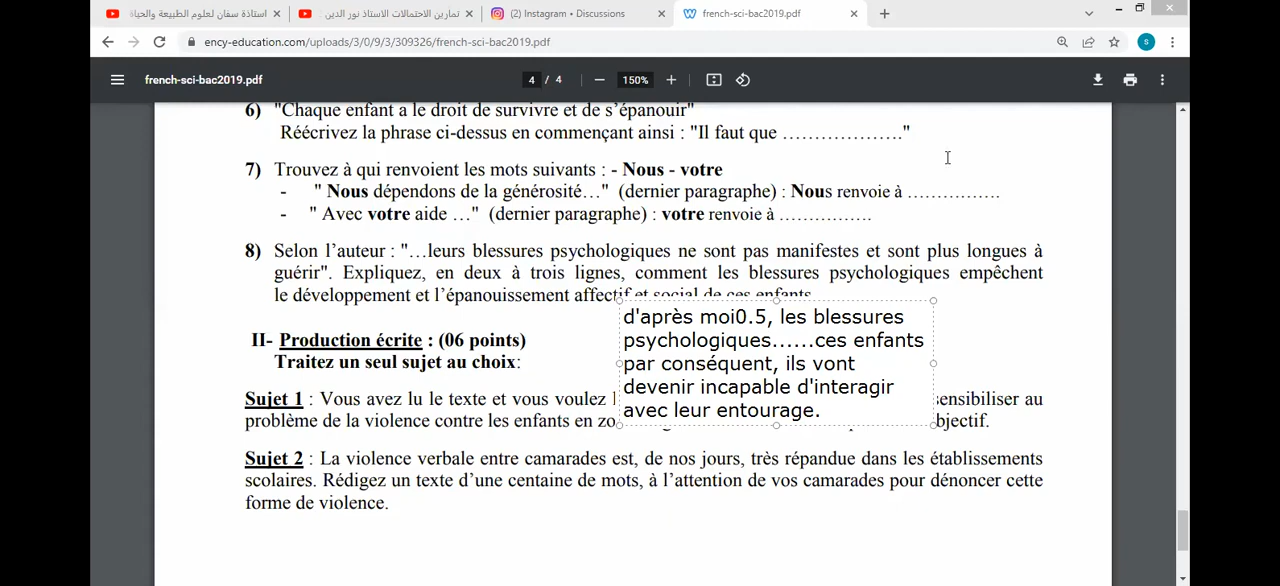 استاذة سفان لعلوم الطبيعة والحياة
تمارين الاحتمالات الاستاذ نور الدين
(2) Instagram • Discussions
french-sci-bac2019.pdf
ency-education.com/uploads/3/0/9/3/309326/french-sci-bac2019.pdf
S
french-sci-bac2019.pdf
4 / 4
150%
6) "Chaque enfant a le droit de survivre et de s’épanouir"
Réécrivez la phrase ci-dessus en commençant ainsi : "Il faut que ………………."
7) Trouvez à qui renvoient les mots suivants : - Nous - votre
- " Nous dépendons de la générosité…" (dernier paragraphe) : Nous renvoie à …………….
- " Avec votre aide …" (dernier paragraphe) : votre renvoie à …………….
8) Selon l’auteur : "…leurs blessures psychologiques ne sont pas manifestes et sont plus longues à
guérir". Expliquez, en deux à trois lignes, comment les blessures psychologiques empêchent
le développement et l’épanouissement affectif et social de ces enfants
d'après moi0.5, les blessures
psychologiques......ces enfants
par conséquent, ils vont
devenir incapable d'interagir
avec leur entourage.
II- Production écrite : (06 points)
Traitez un seul sujet au choix:
Sujet 1 : Vous avez lu le texte et vous voulez sensibiliser au
problème de la violence contre les enfants en bjectif.
Sujet 2 : La violence verbale entre camarades est, de nos jours, très répandue dans les établissements
scolaires. Rédigez un texte d’une centaine de mots, à l’attention de vos camarades pour dénoncer cette
forme de violence.